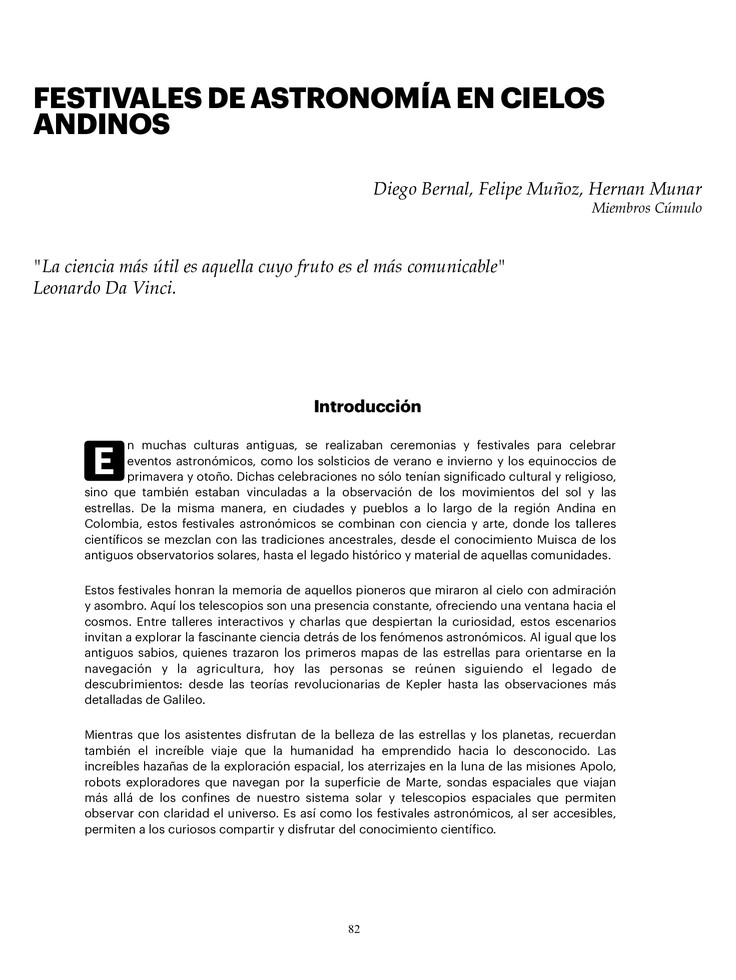 FESTIVALES DE ASTRONOMÍA EN CIELOS
ANDINOS
Diego Bernal, Felipe Muñoz, Hernan Munar
Miembros Cúmulo
"La ciencia más útil es aquella cuyo fruto es el más comunicable"
Leonardo Da Vinci.
Introducción
En muchas culturas antiguas, se realizaban ceremonias y festivales para celebrar
eventos astronómicos, como los solsticios de verano e invierno y los equinoccios de
primavera y otoño. Dichas celebraciones no sólo tenían significado cultural y religioso,
sino que también estaban vinculadas a la observación de los movimientos del sol y las
estrellas. De la misma manera, en ciudades y pueblos a lo largo de la región Andina en
Colombia, estos festivales astronómicos se combinan con ciencia y arte, donde los talleres
científicos se mezclan con las tradiciones ancestrales, desde el conocimiento Muisca de los
antiguos observatorios solares, hasta el legado histórico y material de aquellas comunidades.
Estos festivales honran la memoria de aquellos pioneros que miraron al cielo con admiración
y asombro. Aquí los telescopios son una presencia constante, ofreciendo una ventana hacia el
cosmos. Entre talleres interactivos y charlas que despiertan la curiosidad, estos escenarios
invitan a explorar la fascinante ciencia detrás de los fenómenos astronómicos. Al igual que los
antiguos sabios, quienes trazaron los primeros mapas de las estrellas para orientarse en la
navegación y la agricultura, hoy las personas se reúnen siguiendo el legado de
descubrimientos: desde las teorías revolucionarias de Kepler hasta las observaciones más
detalladas de Galileo.
Mientras que los asistentes disfrutan de la belleza de las estrellas y los planetas, recuerdan
también el increíble viaje que la humanidad ha emprendido hacia lo desconocido. Las
increíbles hazañas de la exploración espacial, los aterrizajes en la luna de las misiones Apolo,
robots exploradores que navegan por la superficie de Marte, sondas espaciales que viajan
más allá de los confines de nuestro sistema solar y telescopios espaciales que permiten
observar con claridad el universo. Es así como los festivales astronómicos, al ser accesibles,
permiten a los curiosos compartir y disfrutar del conocimiento científico.
82